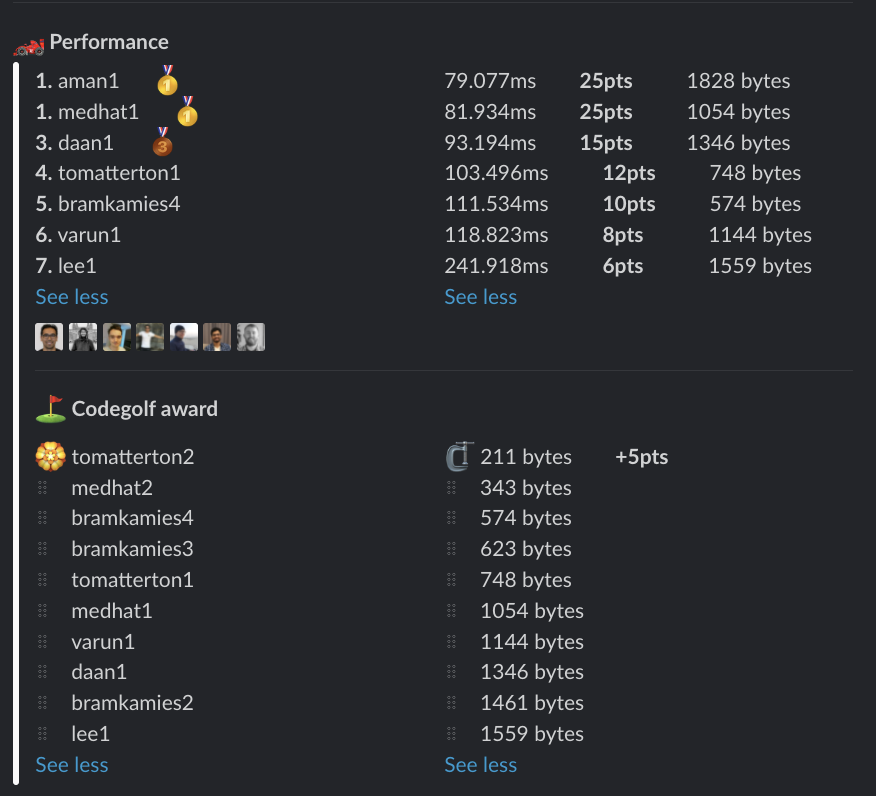 Performance
1. aman1 79.077ms 25pts 1828 bytes
1. medhat1 81.934ms 25pts 1054 bytes
3. daan1 93.194ms 15pts 1346 bytes
4. tomatterton1 103.496ms 12pts 748 bytes
5. bramkamies4 111.534ms 10pts 574 bytes
6. varun1 118.823ms 8pts 1144 bytes
7. lee1 241.918ms 6pts 1559 bytes
See less See less
Codegolf award
tomatterton2 211 bytes +5pts
medhat2 343 bytes
bramkamies4 574 bytes
bramkamies3 623 bytes
tomatterton1 748 bytes
medhat1 1054 bytes
varun1 1144 bytes
daan1 1346 bytes
bramkamies2 1461 bytes
lee1 1559 bytes
See less See less